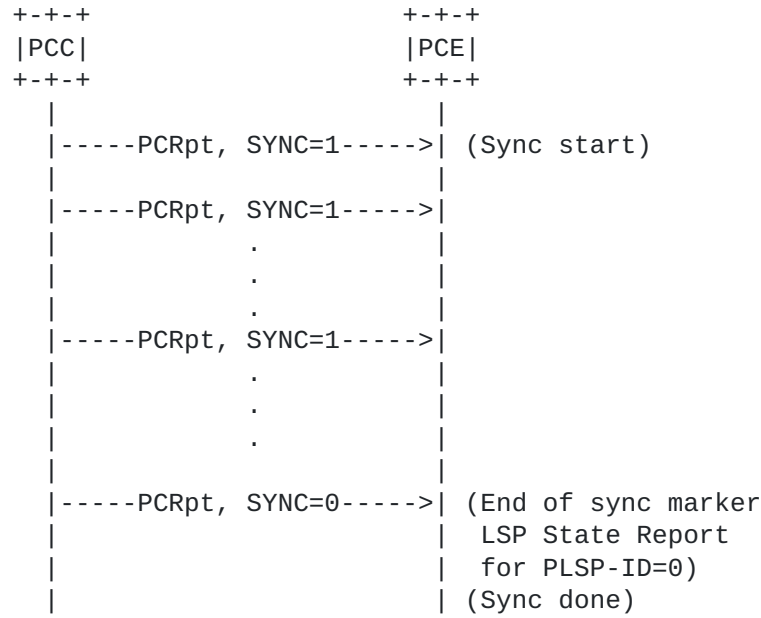 +-+-+                    +-+-+
|PCC|                    |PCE|
+-+-+                    +-+-+
  |                        |
  |-----PCRpt, SYNC=1----->| (Sync start)
  |                        |
  |-----PCRpt, SYNC=1----->|
  |            .           |
  |            .           |
  |            .           |
  |-----PCRpt, SYNC=1----->|
  |            .           |
  |            .           |
  |            .           |
  |                        |
  |-----PCRpt, SYNC=0----->| (End of sync marker
  |                        |  LSP State Report
  |                        |  for PLSP-ID=0)
  |                        | (Sync done)